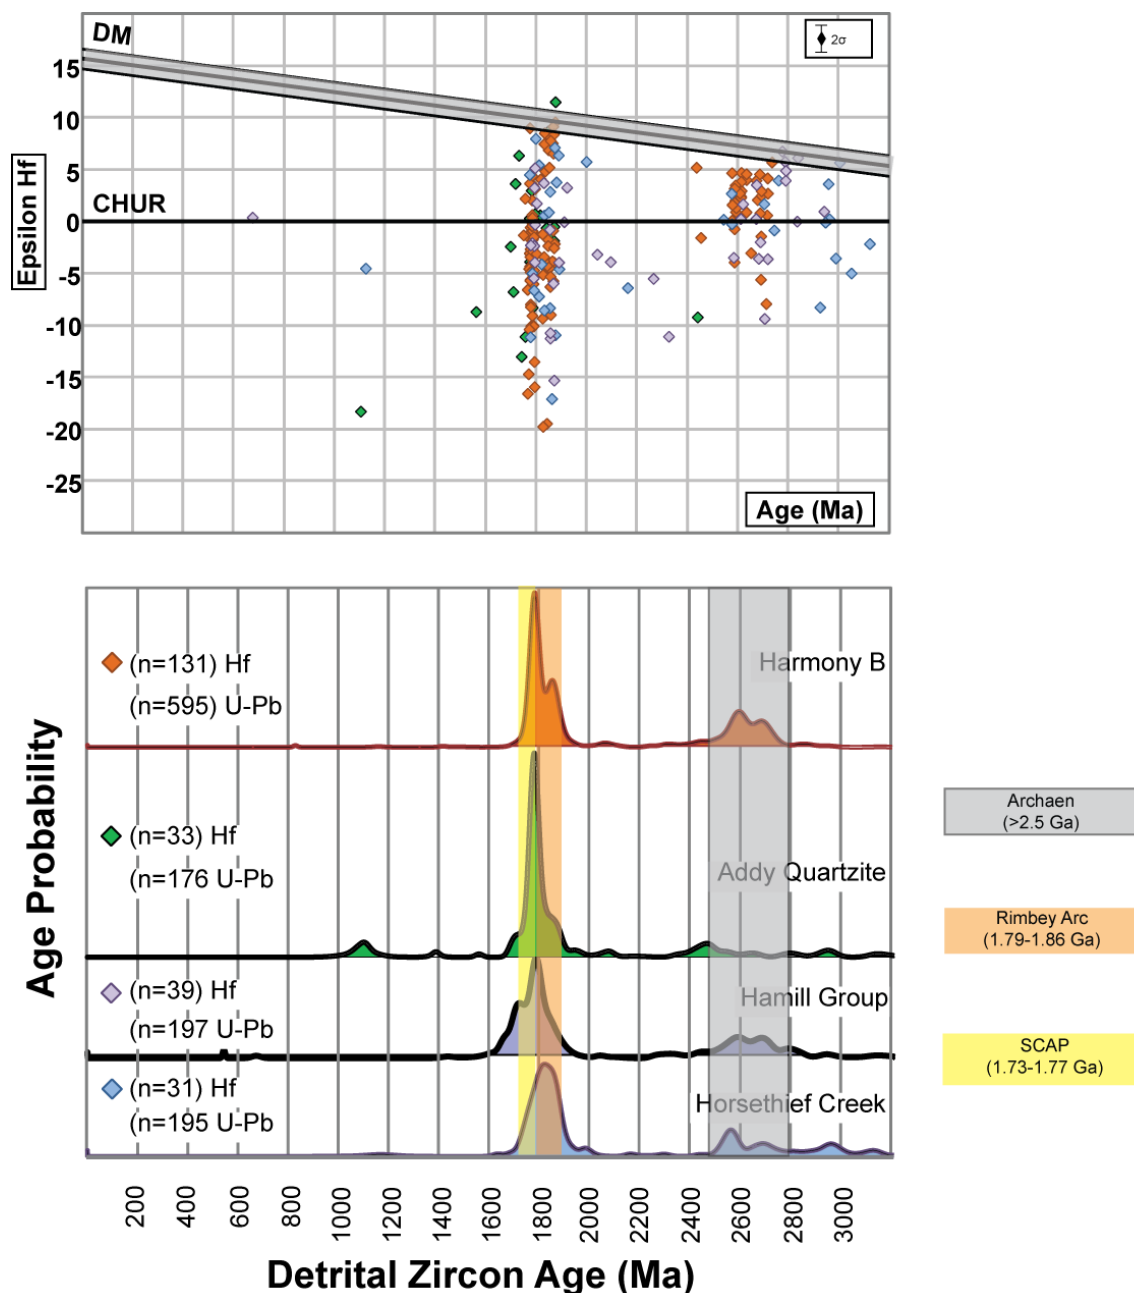 DM
2σ
15
10
5
CHUR
0
-5
-10
-15
-20
-25
Epsilon Hf
Age (Ma)
(n=131) Hf
(n=595) U-Pb
Harmony B
(n=33) Hf
(n=176 U-Pb
Addy Quartzite
(n=39) Hf
(n=197) U-Pb
Hamill Group
(n=31) Hf
(n=195 U-Pb
Horsethief Creek
Age Probability
Archaen
(>2.5 Ga)
Rimbey Arc
(1.79-1.86 Ga)
SCAP
(1.73-1.77 Ga)
200 400 600 800 1000 1200 1400 1600 1800 2000 2200 2400 2600 2800 3000
Detrital Zircon Age (Ma)